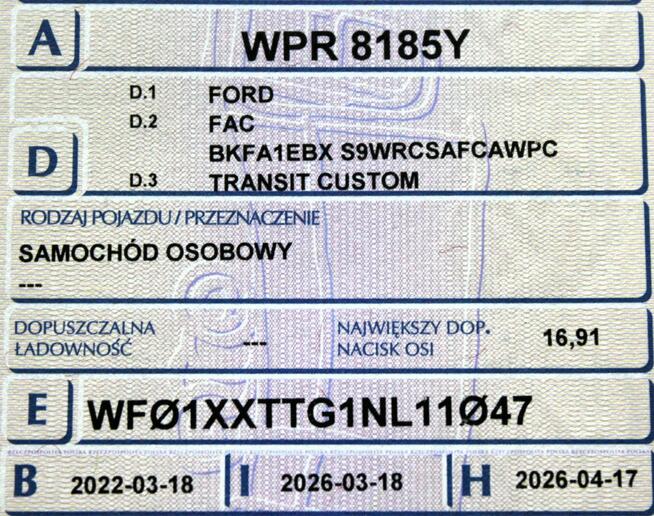 A WPR 8185Y
D.1 FORD
D.2 FAC
BKFA1EBX S9WRCSAFCAWPC
D D.3 TRANSIT CUSTOM
RODZAJ POJAZDU / PRZEZNACZENIE
SAMOCHÓD OSOBOWY
---
DOPUSZCZALNA ŁADOWNOŚĆ --- NAJWIĘKSZY DOP. NACISK OSI 16,91
E WFØ1XXTTG1NL11Ø47
B 2022-03-18 I 2026-03-18 H 2026-04-17